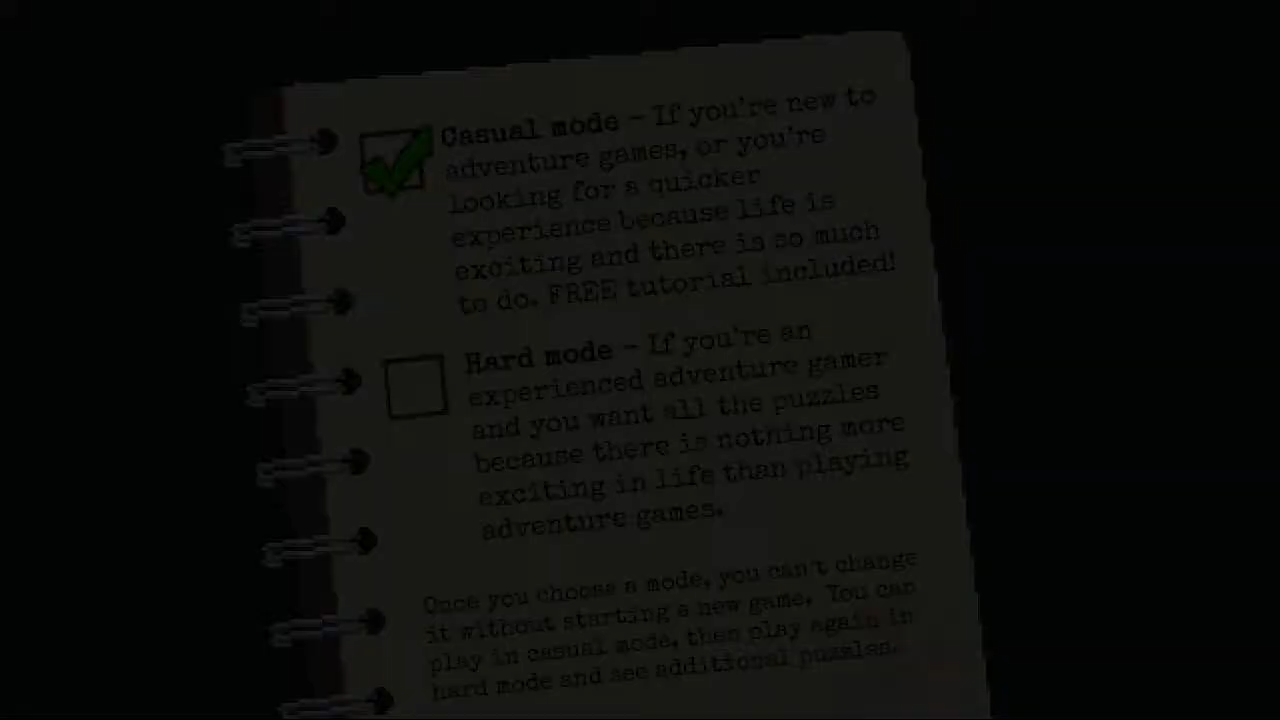 Casual mode - If you're new to
adventure games, or you're
looking for a quicker
experience because life is
exciting and there is so much
to do. FREE tutorial included!
Hard mode - If you're an
experienced adventure gamer
and you want all the puzzles
because there is nothing more
exciting in life than playing
adventure games.
Once you choose a mode, you can't change
it without starting a new game. You can
play in casual mode, then play again in
hard mode and see additional puzzles.